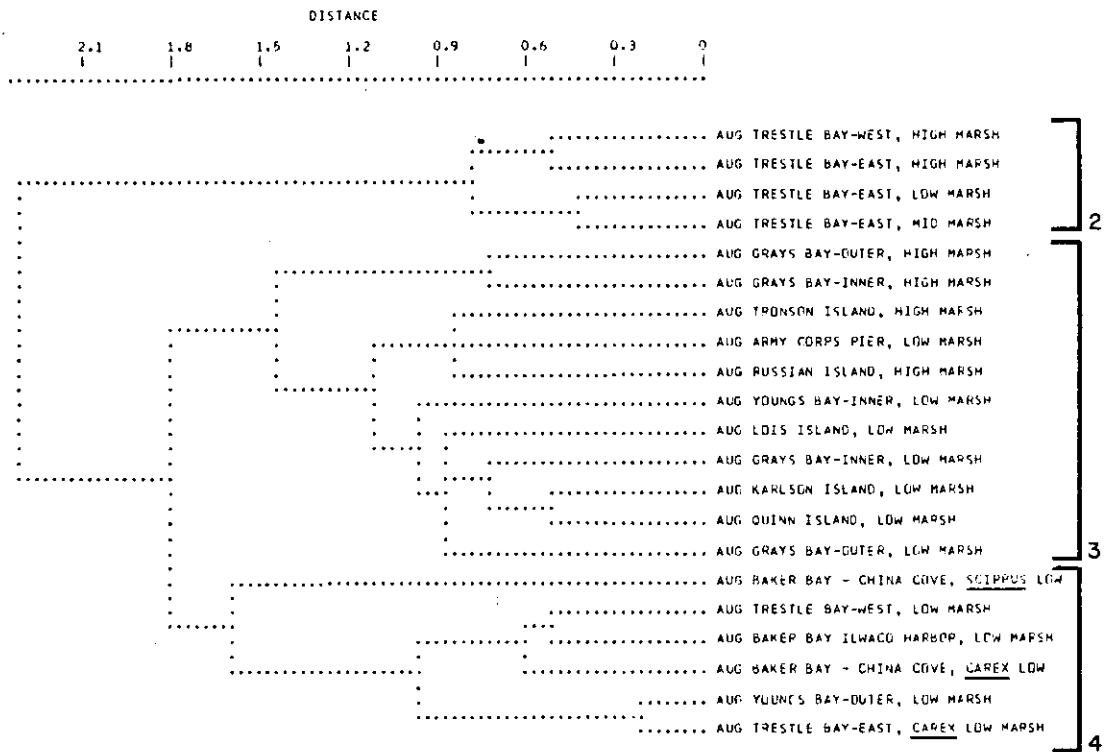 DISTANCE
2.1 1.8 1.5 1.2 0.9 0.6 0.3 0
AUG TRESTLE BAY-WEST, HIGH MARSH
AUG TRESTLE BAY-EAST, HIGH MARSH
AUG TRESTLE BAY-EAST, LOW MARSH
AUG TRESTLE BAY-EAST, MID MARSH
2
AUG GRAYS BAY-OUTER, HIGH MARSH
AUG GRAYS BAY-INNER, HIGH MARSH
AUG TRONSON ISLAND, HIGH MARSH
AUG ARMY CORPS PIER, LOW MARSH
AUG RUSSIAN ISLAND, HIGH MARSH
AUG YOUNGS BAY-INNER, LOW MARSH
AUG LOIS ISLAND, LOW MARSH
AUG GRAYS BAY-INNER, LOW MARSH
AUG KARLSON ISLAND, LOW MARSH
AUG QUINN ISLAND, LOW MARSH
AUG GRAYS BAY-OUTER, LOW MARSH
3
AUG BAKER BAY - CHINA COVE, SCIRPUS LOW
AUG TRESTLE BAY-WEST, LOW MARSH
AUG BAKER BAY ILWACO HARBOR, LOW MARSH
AUG BAKER BAY - CHINA COVE, CAREX LOW
AUG YOUNGS BAY-OUTER, LOW MARSH
AUG TRESTLE BAY-EAST, CAREX LOW MARSH
4